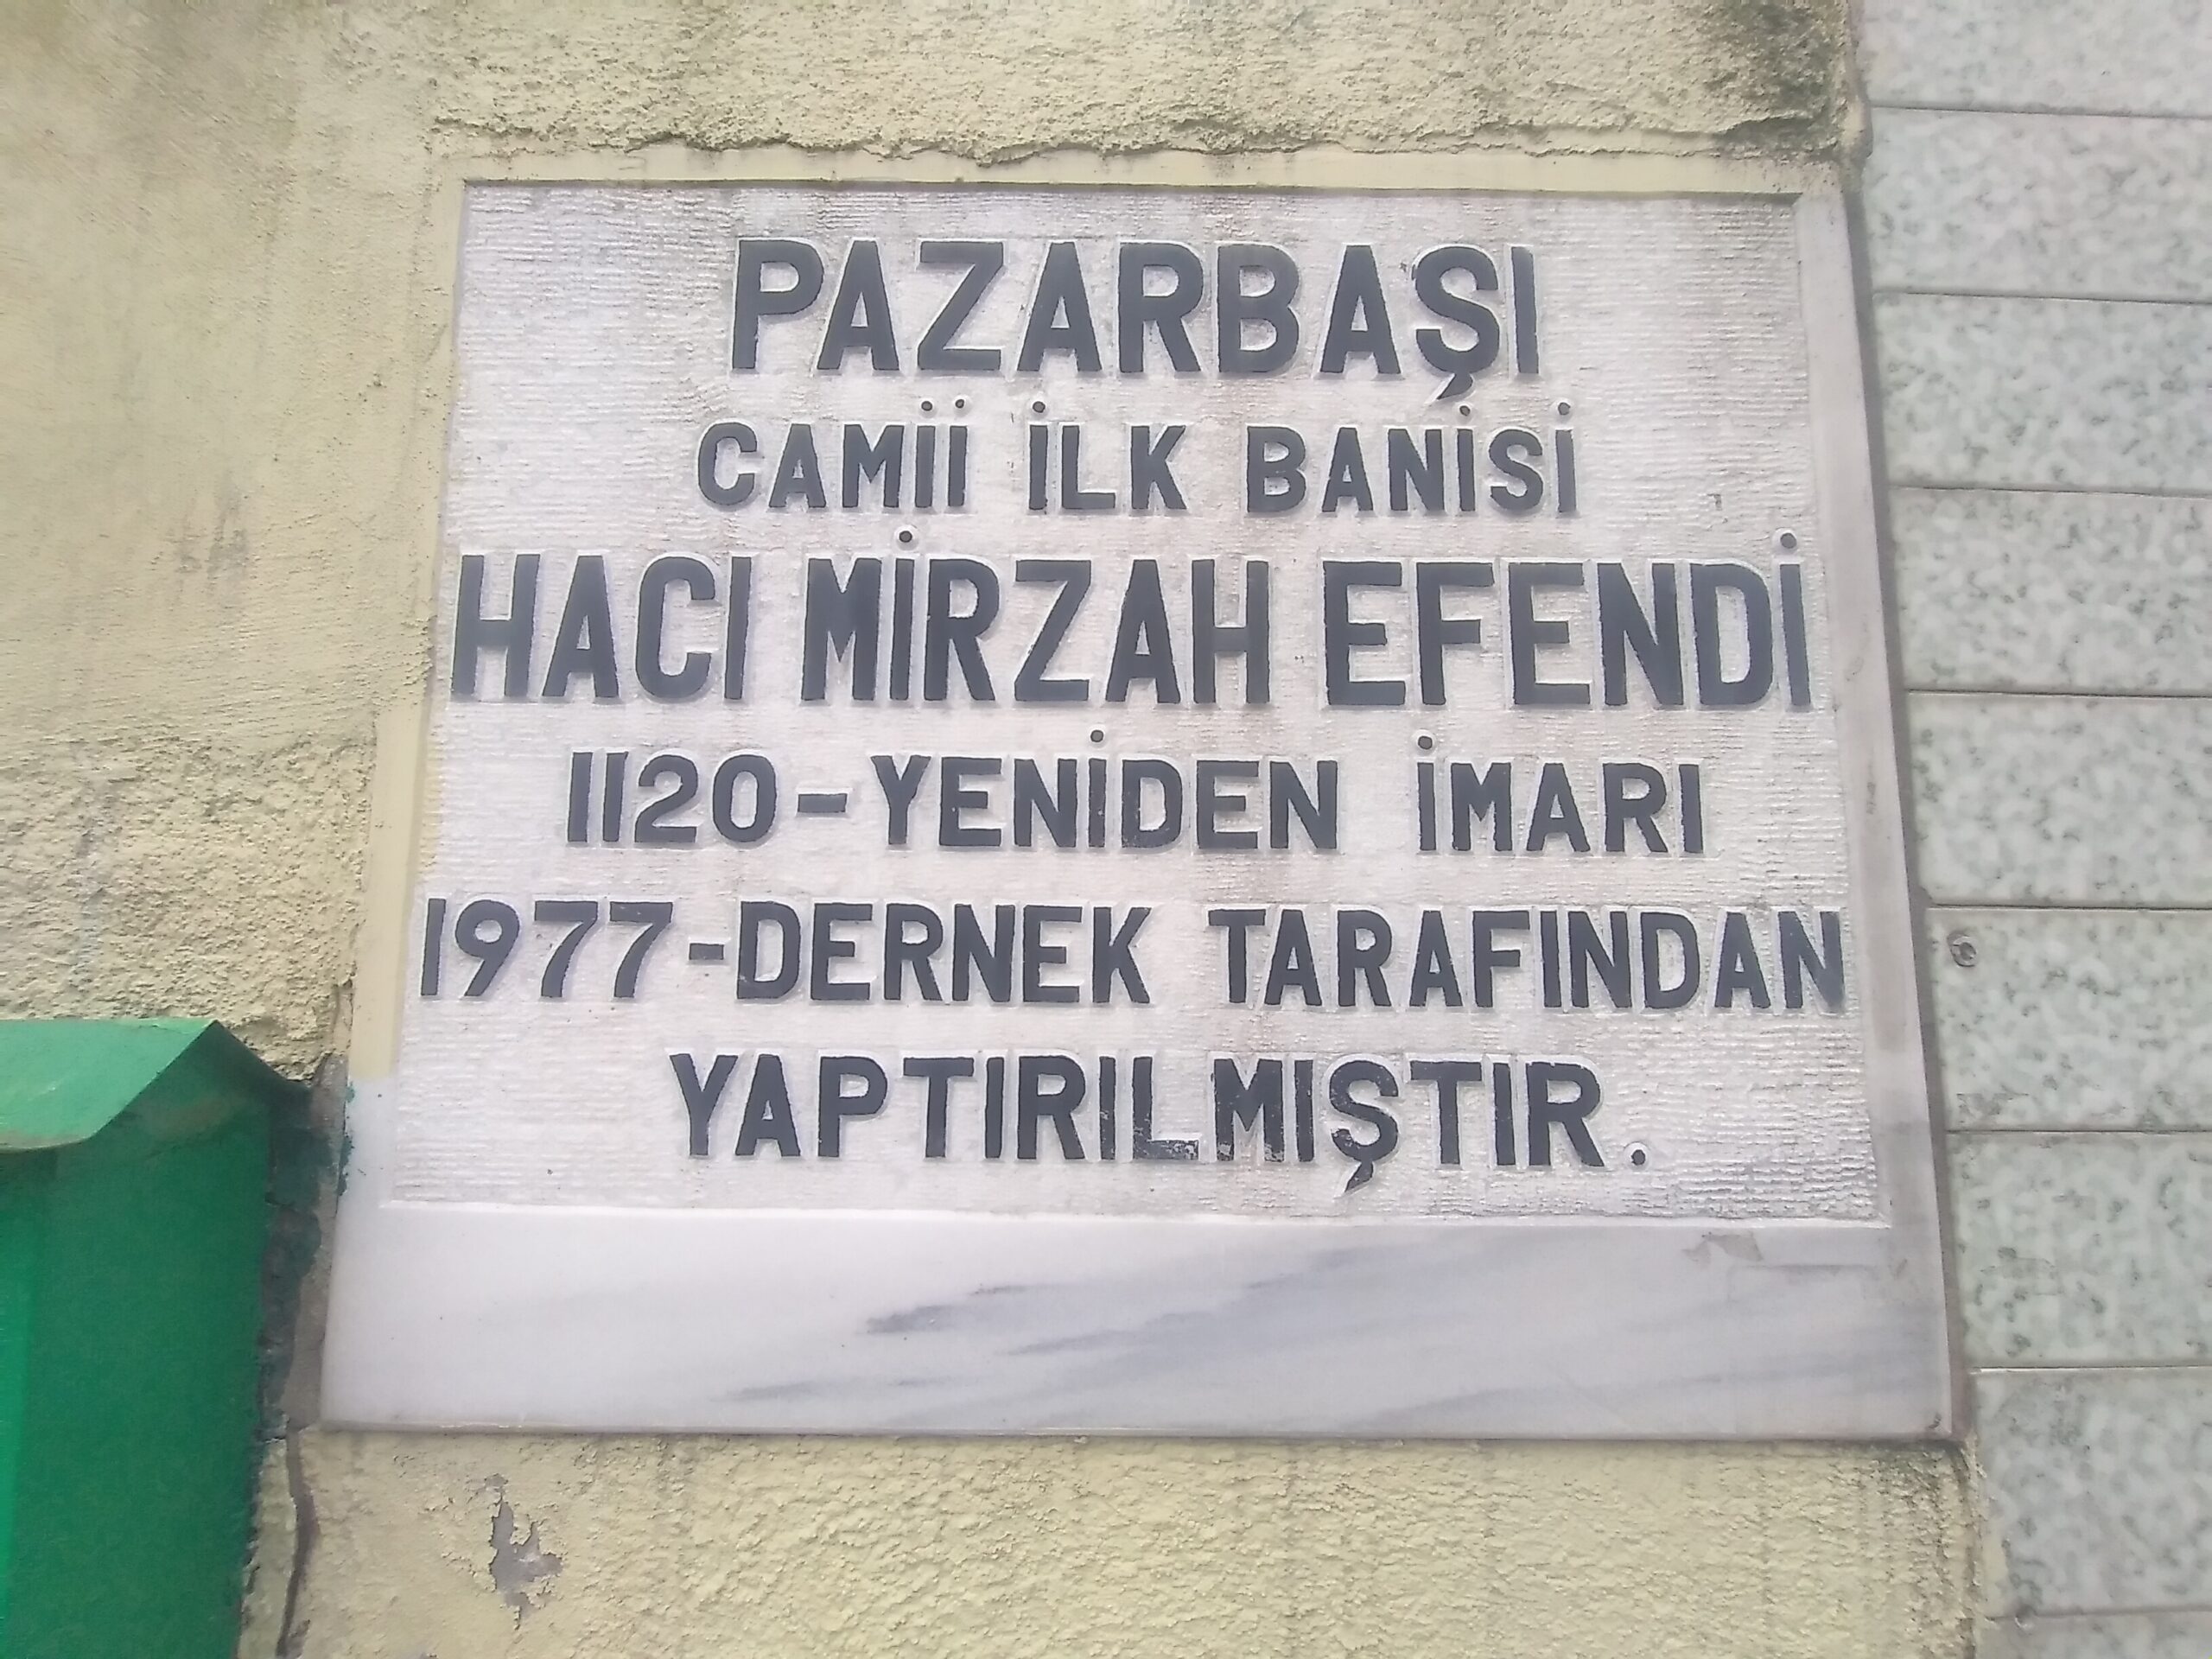 PAZARBAŞI
CAMİİ İLK BANİSİ
HACI MİRZAH EFENDİ
1120-YENİDEN İMARI
1977-DERNEK TARAFINDAN
YAPTIRILMIŞTIR.